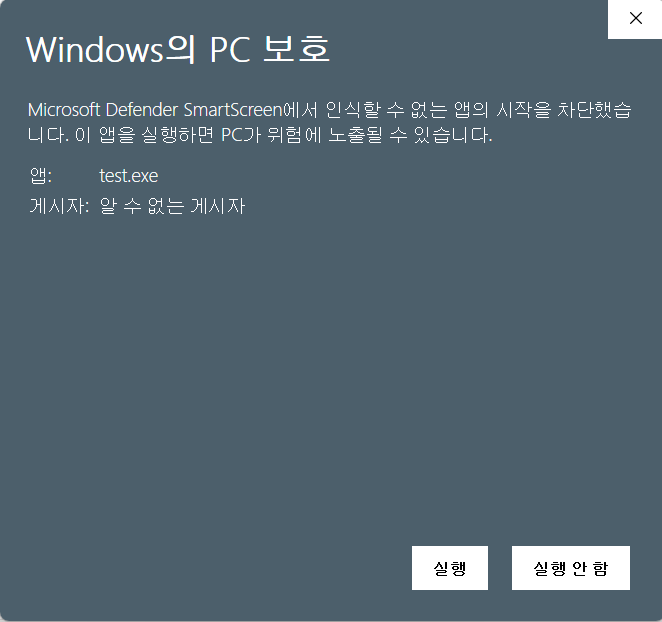 Windows의 PC 보호
Microsoft Defender SmartScreen에서 인식할 수 없는 앱의 시작을 차단했습
니다. 이 앱을 실행하면 PC가 위험에 노출될 수 있습니다.
앱: test.exe
게시자: 알 수 없는 게시자
실행 실행 안 함